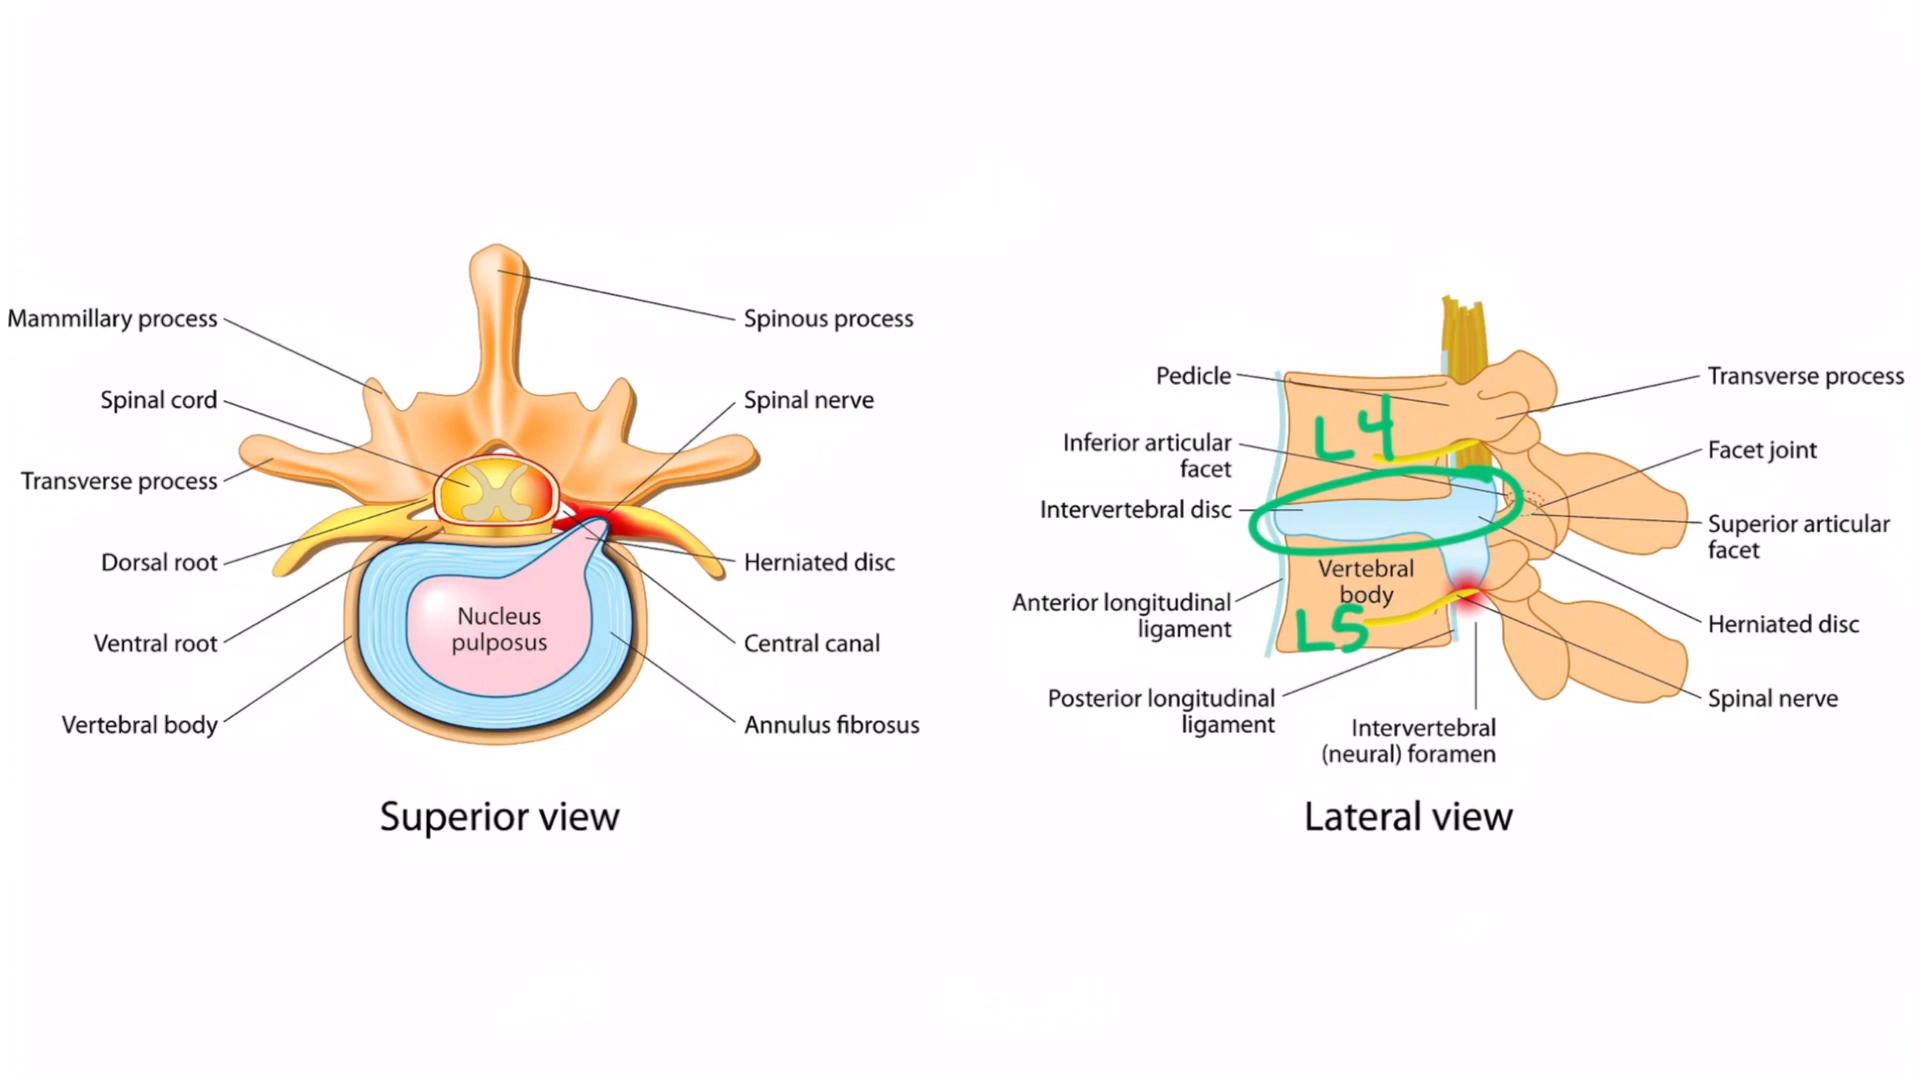 Mammillary process
Spinal cord
Transverse process
Dorsal root
Ventral root
Vertebral body
Spinous process
Spinal nerve
Herniated disc
Central canal
Annulus fibrosus
Nucleus
pulposus
Superior view
Pedicle
Inferior articular
facet
Intervertebral disc
Anterior longitudinal
ligament
Posterior longitudinal
ligament
L4
Vertebral
body
L5
Intervertebral
(neural) foramen
Transverse process
Facet joint
Superior articular
facet
Herniated disc
Spinal nerve
Lateral view